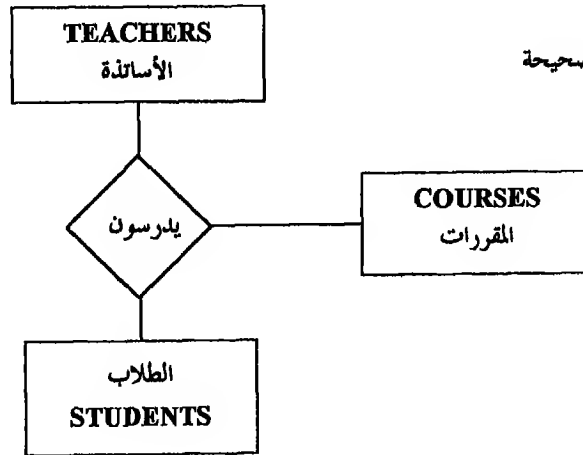 TEACHERS
الأساتذة
صحيحة
يدرسون
COURSES
المقررات
الطلاب
STUDENTS